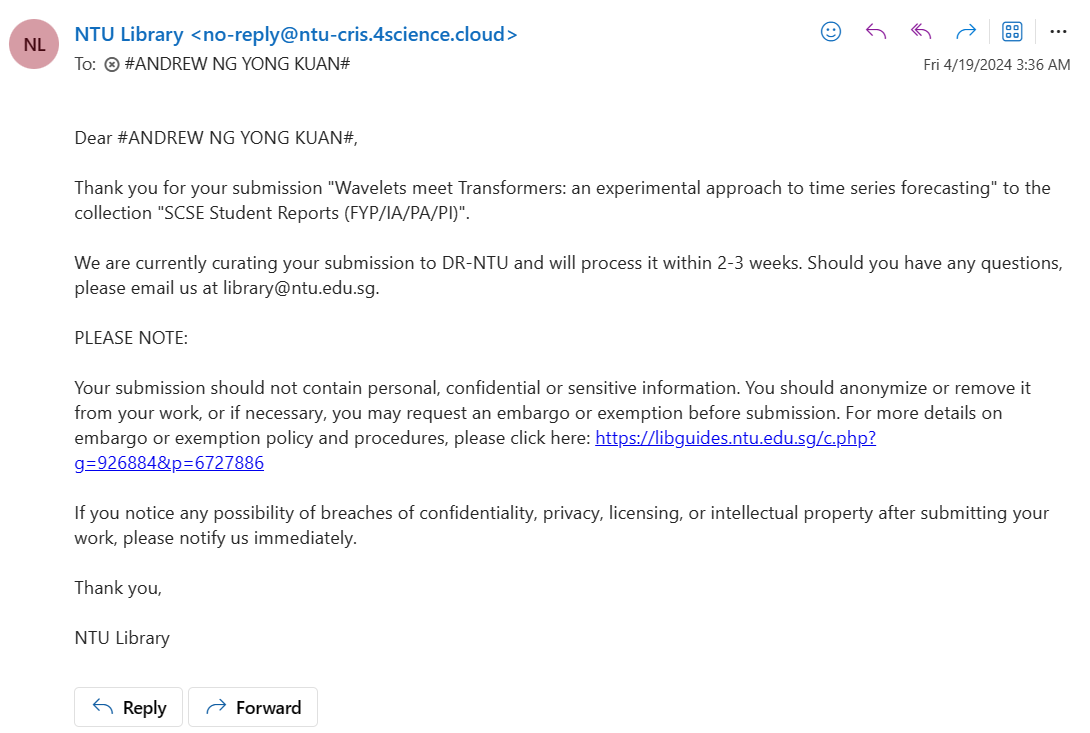 NL
NTU Library <no-reply@ntu-cris.4science.cloud>
To: #ANDREW NG YONG KUAN#
Fri 4/19/2024 3:36 AM
Dear #ANDREW NG YONG KUAN#,
Thank you for your submission "Wavelets meet Transformers: an experimental approach to time series forecasting" to the
collection "SCSE Student Reports (FYP/IA/PA/PI)".
We are currently curating your submission to DR-NTU and will process it within 2-3 weeks. Should you have any questions,
please email us at library@ntu.edu.sg.
PLEASE NOTE:
Your submission should not contain personal, confidential or sensitive information. You should anonymize or remove it
from your work, or if necessary, you may request an embargo or exemption before submission. For more details on
embargo or exemption policy and procedures, please click here: https://libguides.ntu.edu.sg/c.php?
g=926884&p=6727886
If you notice any possibility of breaches of confidentiality, privacy, licensing, or intellectual property after submitting your
work, please notify us immediately.
Thank you,
NTU Library
Reply
Forward